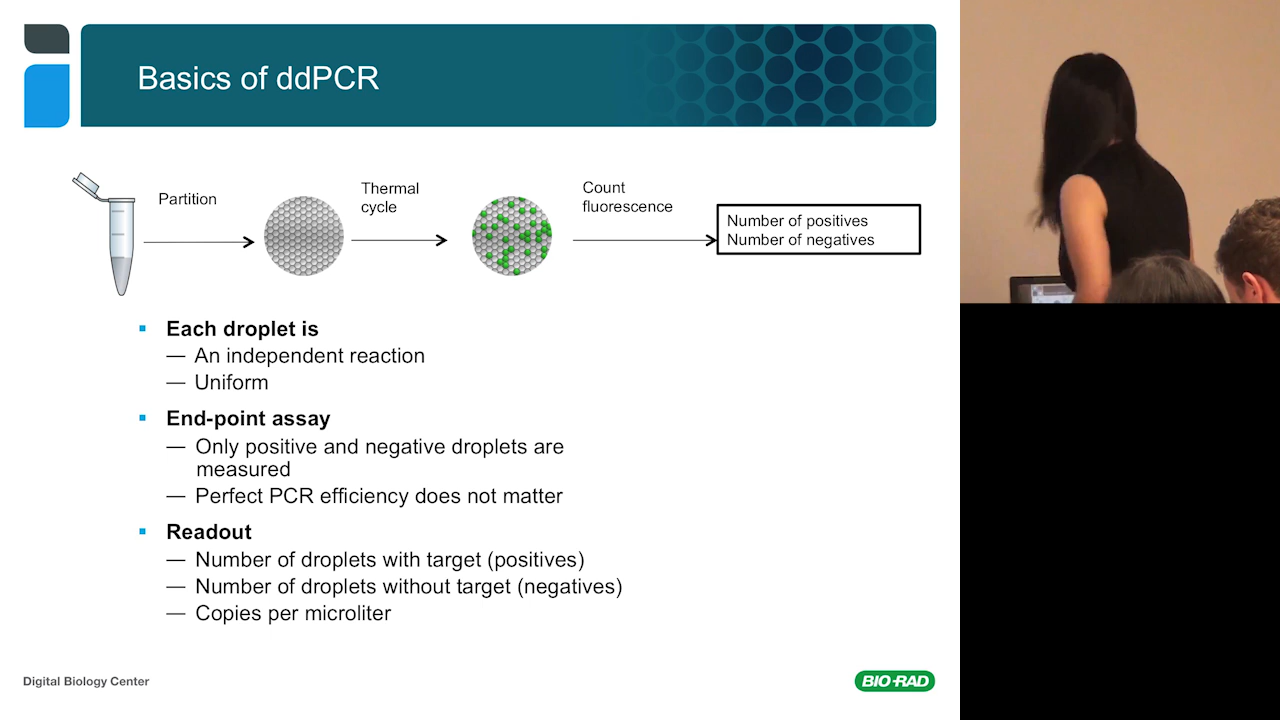 Basics of ddPCR
Partition
Thermal
cycle
Count
fluorescence
Number of positives
Number of negatives
Each droplet is
— An independent reaction
— Uniform
End-point assay
— Only positive and negative droplets are
measured
— Perfect PCR efficiency does not matter
Readout
— Number of droplets with target (positives)
— Number of droplets without target (negatives)
— Copies per microliter
Digital Biology Center
BIO-RAD